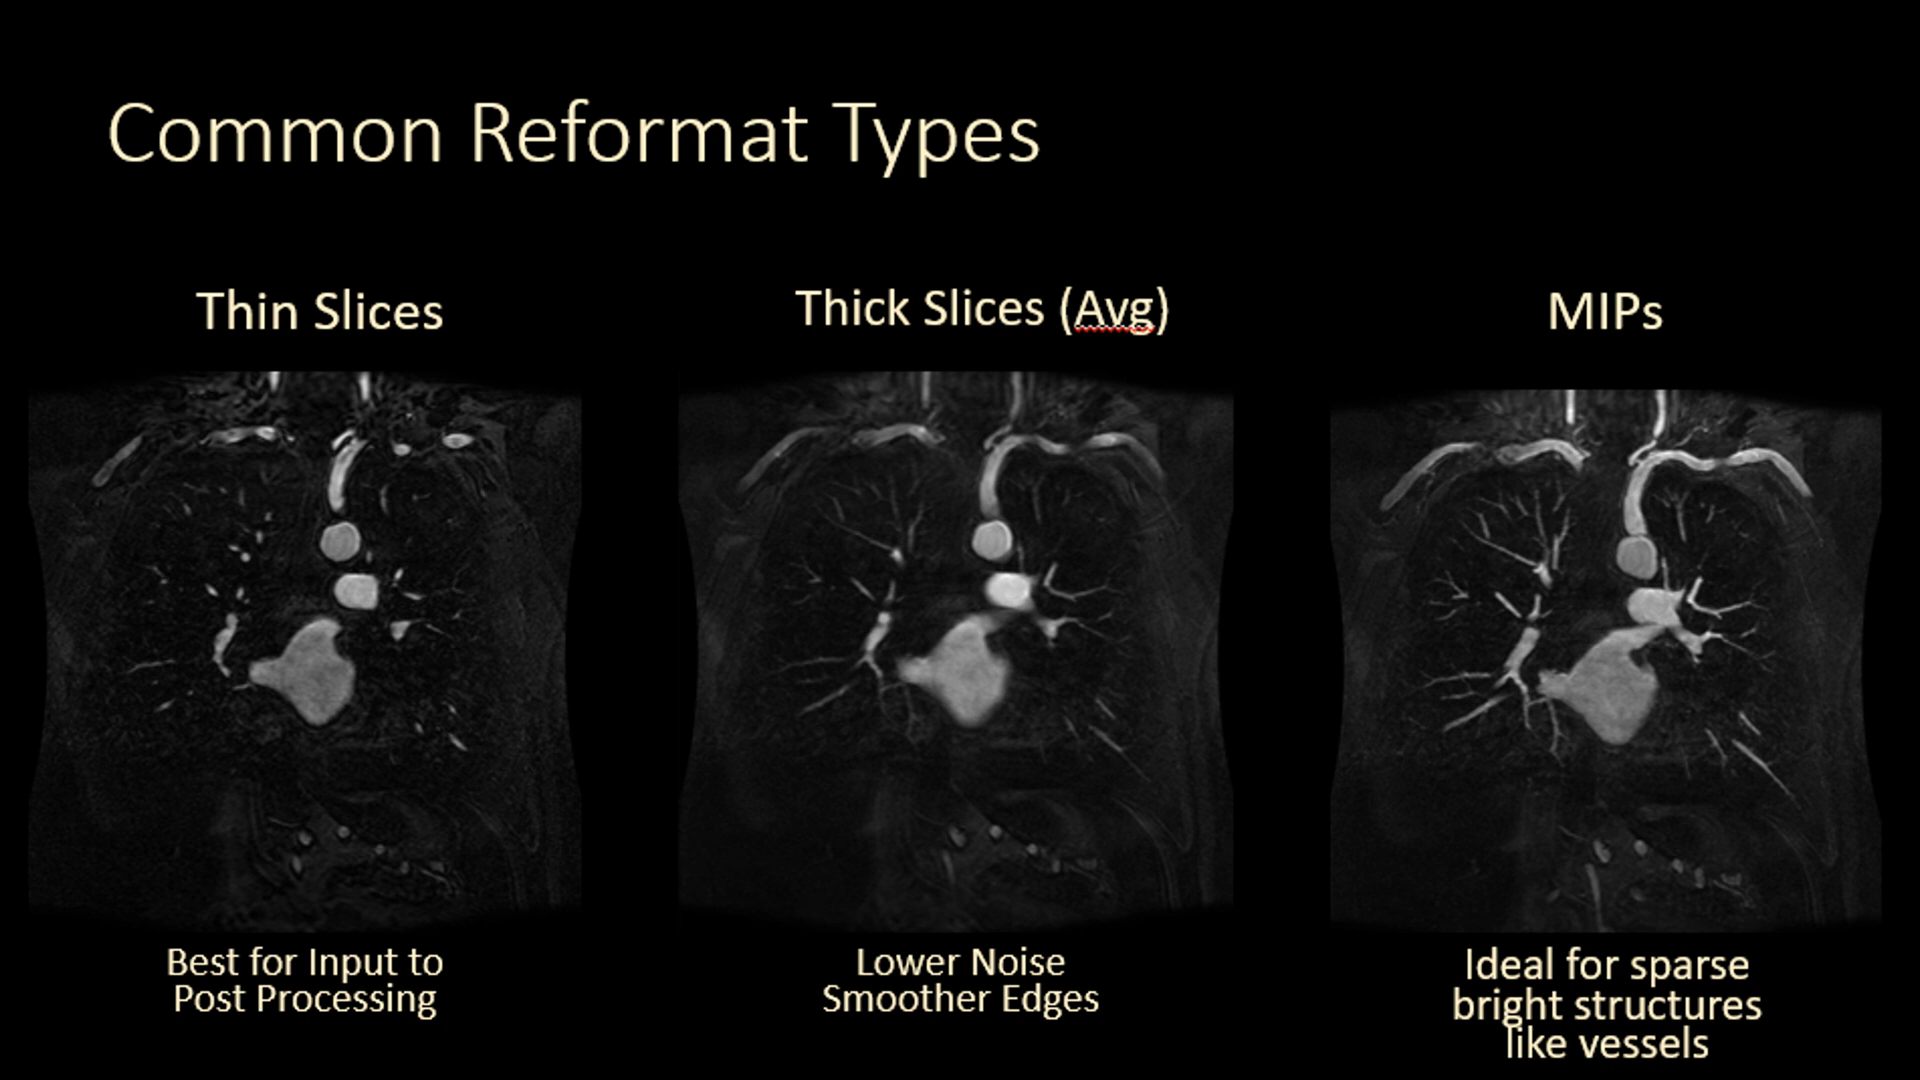 Common Reformat Types
Thin Slices
Thick Slices (Avg)
MIPs
Best for Input to
Post Processing
Lower Noise
Smoother Edges
Ideal for sparse
bright structures
like vessels